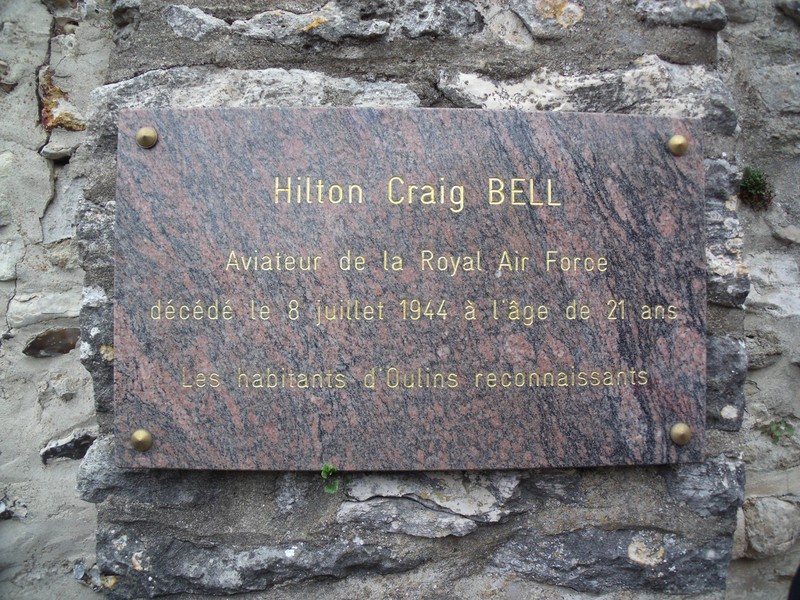 Hilton Craig BELL
Aviateur de la Royal Air Force
décédé le 8 juillet 1944 à l'âge de 21 ans
Les habitants d'Oulins reconnaissants